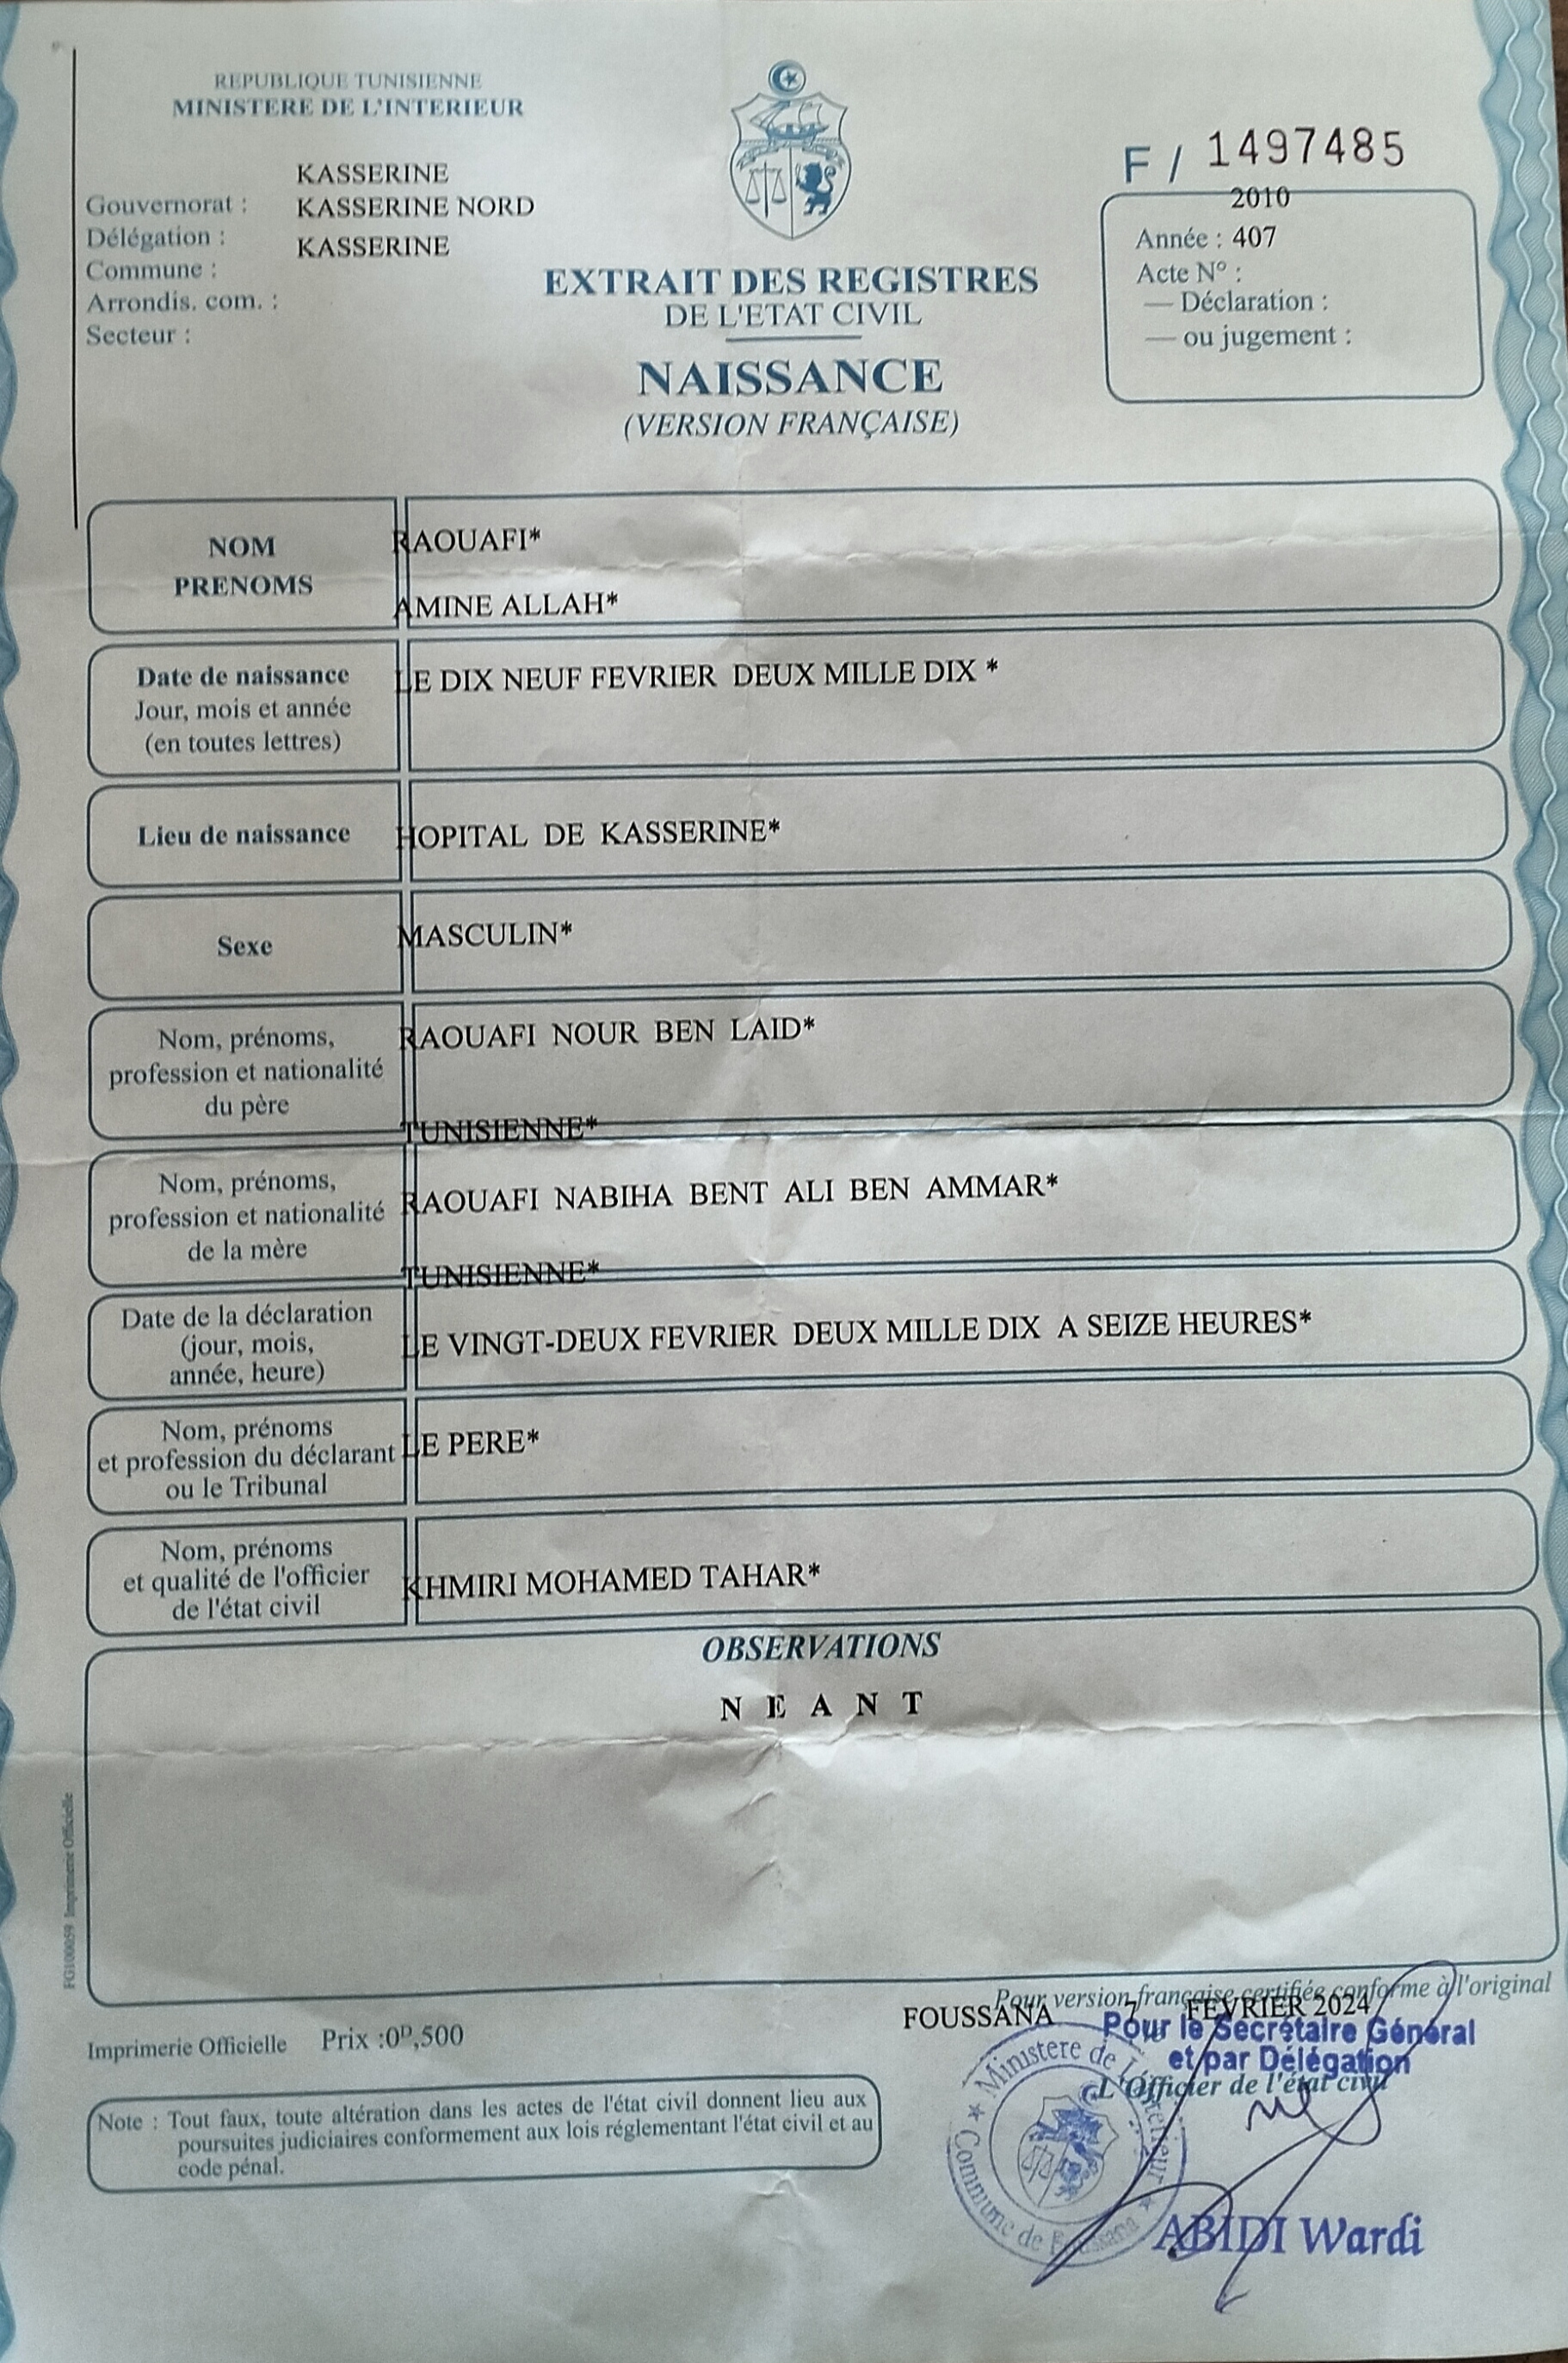 REPUBLIQUE TUNISIENNE
MINISTERE DE L'INTERIEUR
KASSERINE
Gouvernorat : KASSERINE NORD
Délégation : KASSERINE
Commune :
Arrondis. com. :
Secteur :
F / 1497485
2010
Année : 407
Acte N° :
— Déclaration :
— ou jugement :
EXTRAIT DES REGISTRES
DE L'ETAT CIVIL
NAISSANCE
(VERSION FRANÇAISE)
NOM
PRENOMS
RAOUAFI*
AMINE ALLAH*
Date de naissance
Jour, mois et année
(en toutes lettres)
LE DIX NEUF FEVRIER DEUX MILLE DIX *
Lieu de naissance
HOPITAL DE KASSERINE*
Sexe
MASCULIN*
Nom, prénoms,
profession et nationalité
du père
RAOUAFI NOUR BEN LAID*
TUNISIENNE*
Nom, prénoms,
profession et nationalité
de la mère
RAOUAFI NABIHA BENT ALI BEN AMMAR*
TUNISIENNE*
Date de la déclaration
(jour, mois,
année, heure)
LE VINGT-DEUX FEVRIER DEUX MILLE DIX A SEIZE HEURES*
Nom, prénoms
et profession du déclarant
ou le Tribunal
LE PERE*
Nom, prénoms
et qualité de l'officier
de l'état civil
KHMIRI MOHAMED TAHAR*
OBSERVATIONS
N E A N T
FG100059 Imprimerie Officielle
Pour version française certifiée conforme à l'original
FOUSSANA 7 FEVRIER 2024
Pour le Secrétaire Général
et par Délégation
L'Officier de l'état civil
Imprimerie Officielle Prix :0ᴰ,500
Note : Tout faux, toute altération dans les actes de l'état civil donnent lieu aux
poursuites judiciaires conformement aux lois réglementant l'état civil et au
code pénal.
Ministere de L'interieur
Commune de Foussana
ABIDI Wardi